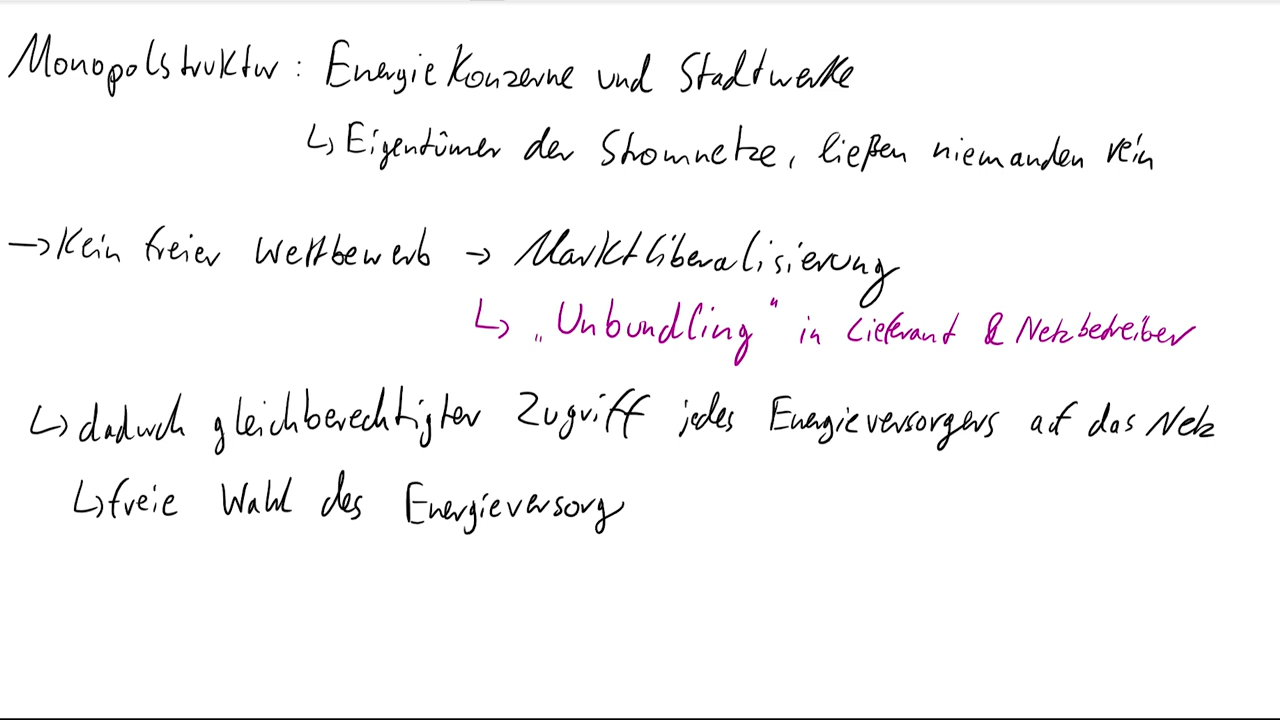 Monopolstruktur: Energiekonzerne und Stadtwerke
↳ Eigentümer der Stromnetze, ließen niemanden rein
→ Kein freier Wettbewerb → Marktliberalisierung
↳ „Unbundling" in Lieferant & Netzbetreiber
↳ dadurch gleichberechtigter Zugriff jedes Energieversorgers auf das Netz
↳ freie Wahl des Energieversorg